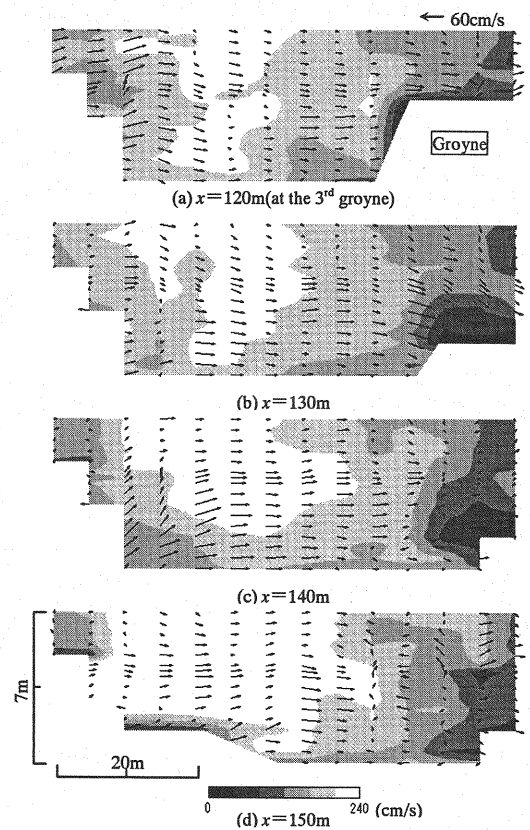 60cm/s
Groyne
(a) x=120m(at the 3rd groyne)
(b) x=130m
(c) x=140m
7m
20m
0 240 (cm/s)
(d) x=150m